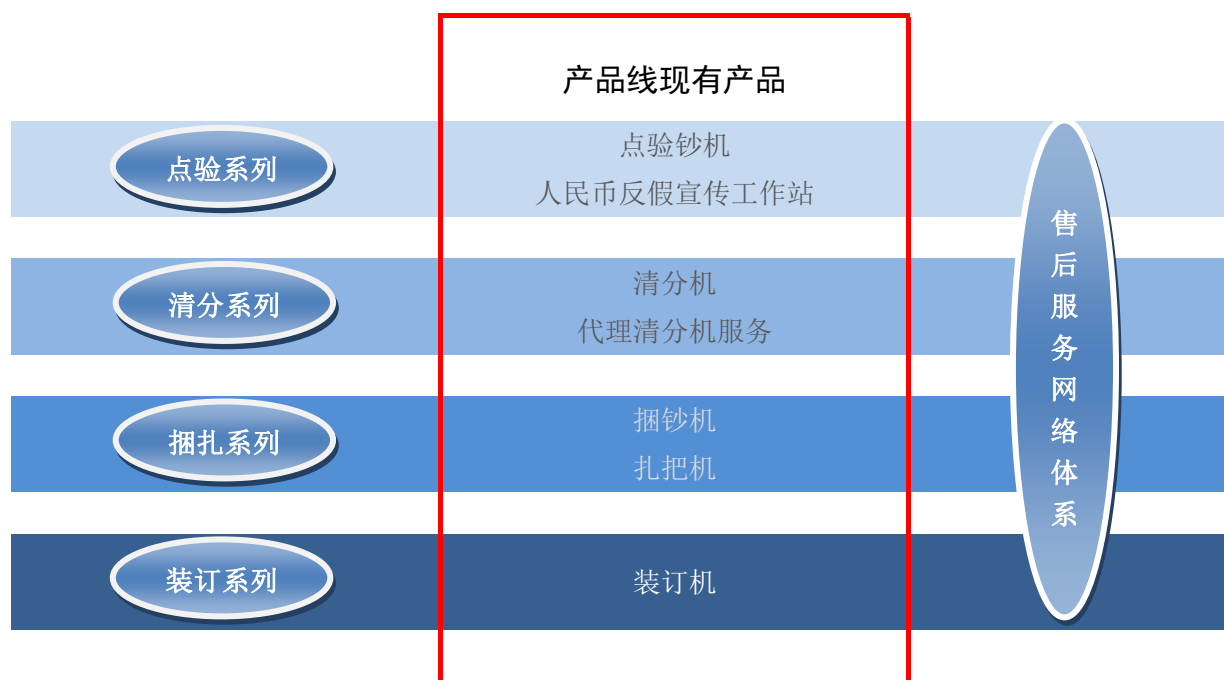 产品线现有产品
点验系列
点验钞机
人民币反假宣传工作站
清分系列
清分机
代理清分机服务
捆扎系列
捆钞机
扎把机
装订系列
装订机
售
后
服
务
网
络
体
系